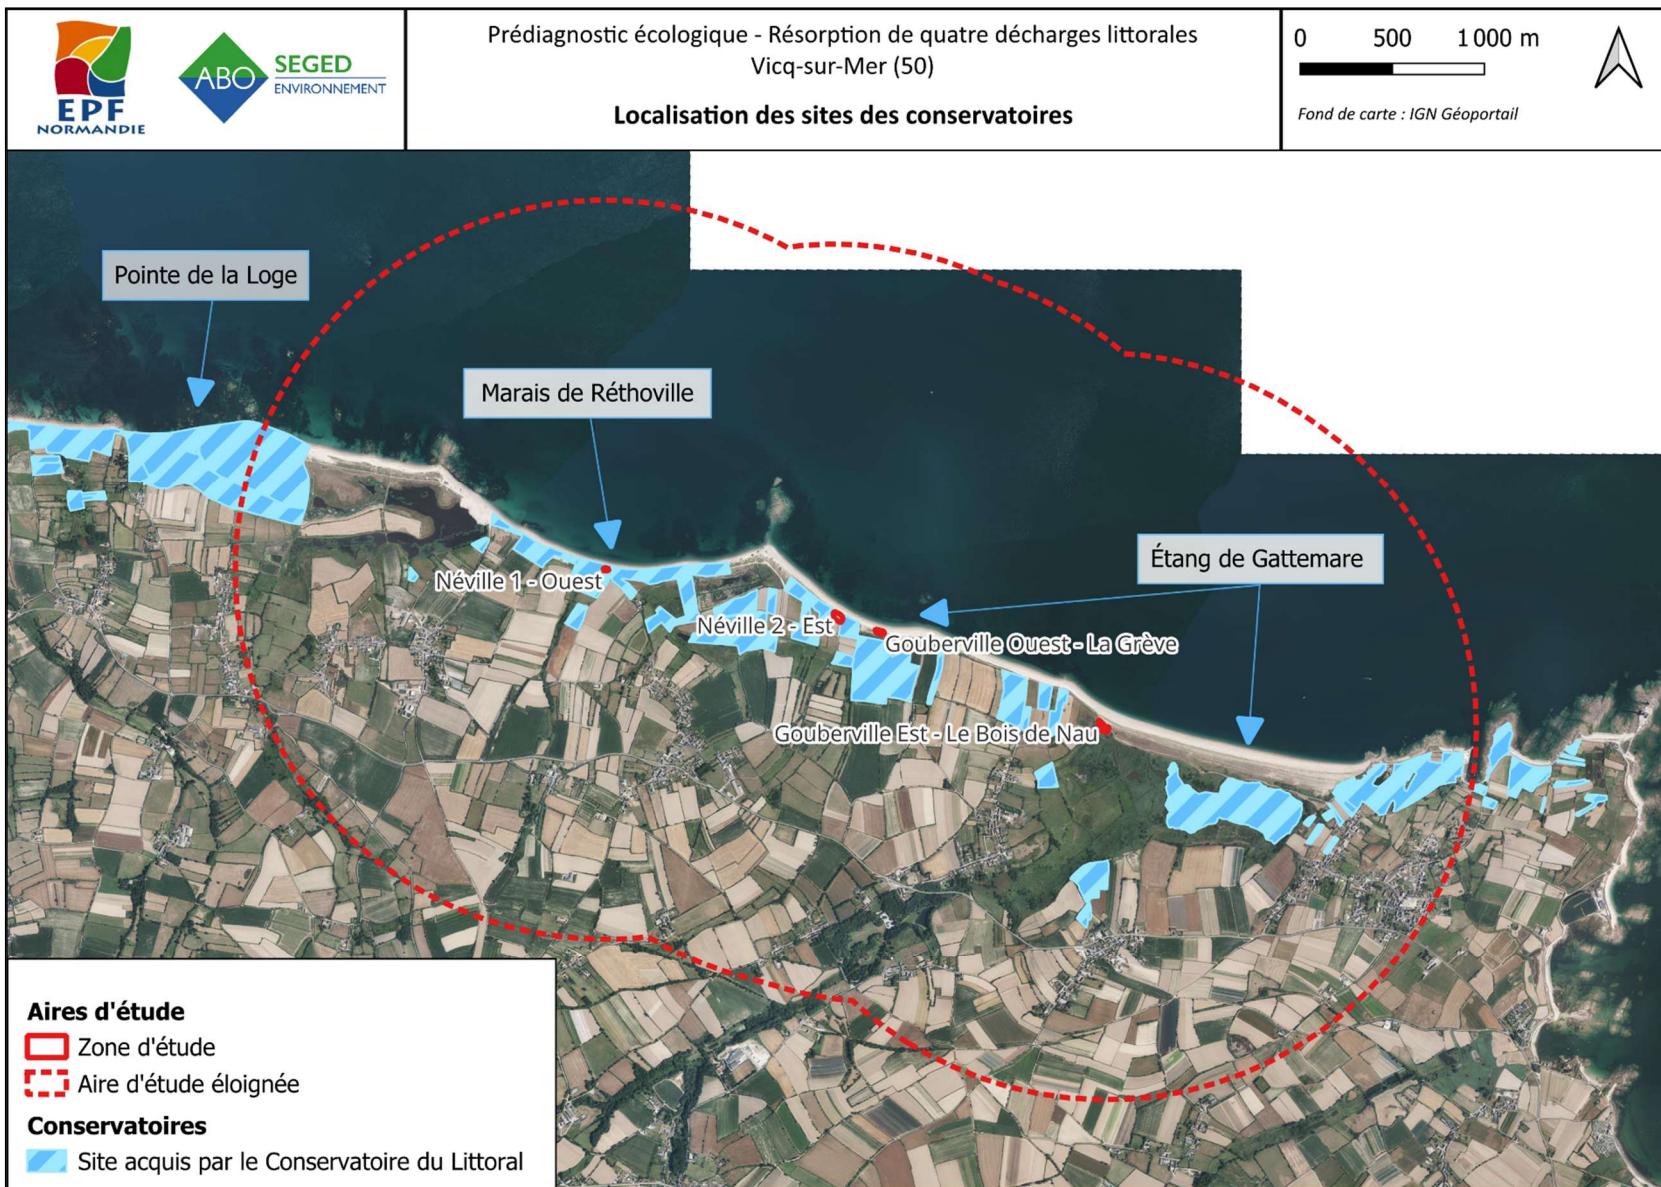 EPF
NORMANDIE
ABO
SEGED
ENVIRONNEMENT
Prédiagnostic écologique - Résorption de quatre décharges littorales
Vicq-sur-Mer (50)
Localisation des sites des conservatoires
0 500 1 000 m
Fond de carte : IGN Géoportail
Pointe de la Loge
Marais de Réthoville
Étang de Gattemare
Néville 1 - Ouest
Néville 2 - Est
Gouberville Ouest - La Grève
Gouberville Est - Le Bois de Nau
Aires d'étude
Zone d'étude
Aire d'étude éloignée
Conservatoires
Site acquis par le Conservatoire du Littoral